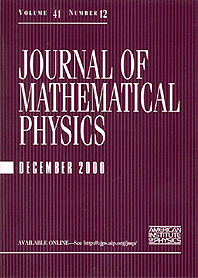 VOLUME 41 NUMBER 12
JOURNAL OF
MATHEMATICAL
PHYSICS
DECEMBER 2000
AVAILABLE ONLINE—See http://ojps.aip.org/jmp/
AMERICAN
INSTITUTE
OF PHYSICS